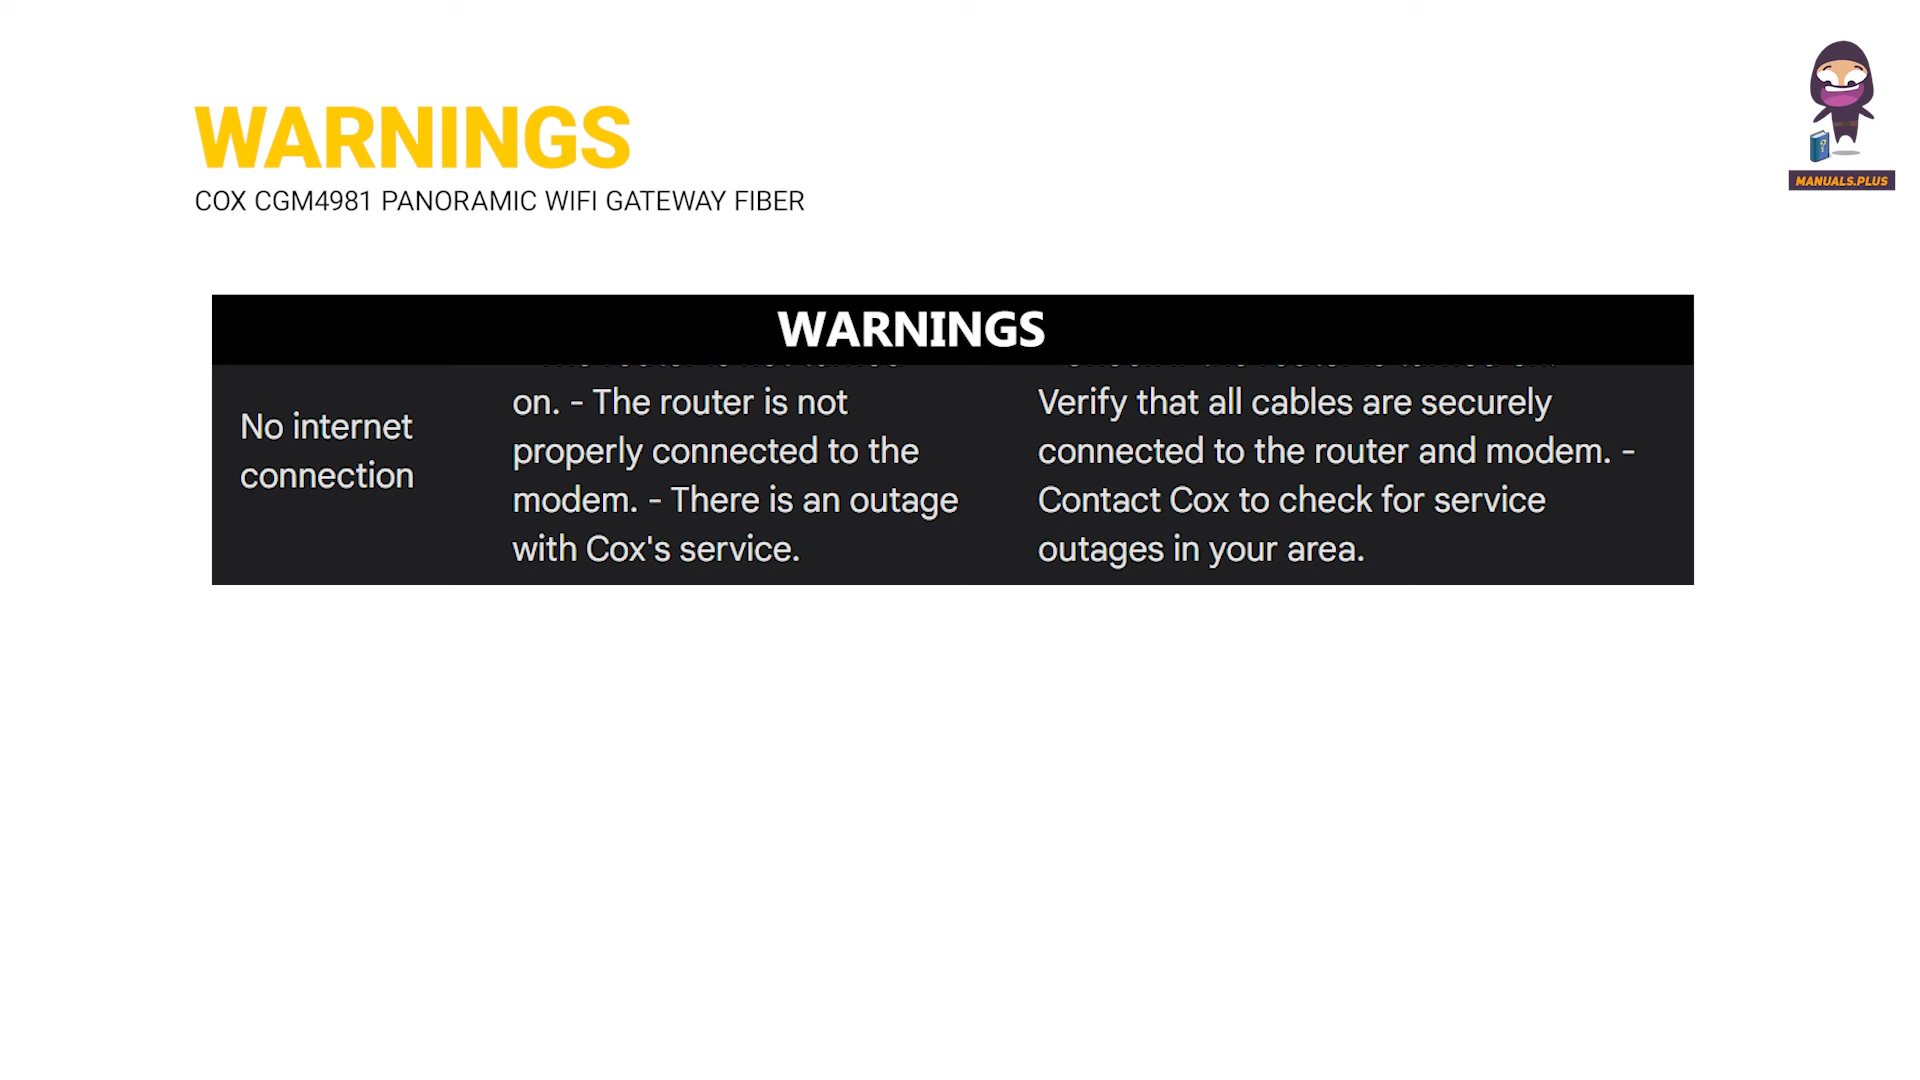 WARNINGS
COX CGM4981 PANORAMIC WIFI GATEWAY FIBER
MANUALS.PLUS
WARNINGS
No internet
connection
on. - The router is not
properly connected to the
modem. - There is an outage
with Cox's service.
Verify that all cables are securely
connected to the router and modem. -
Contact Cox to check for service
outages in your area.